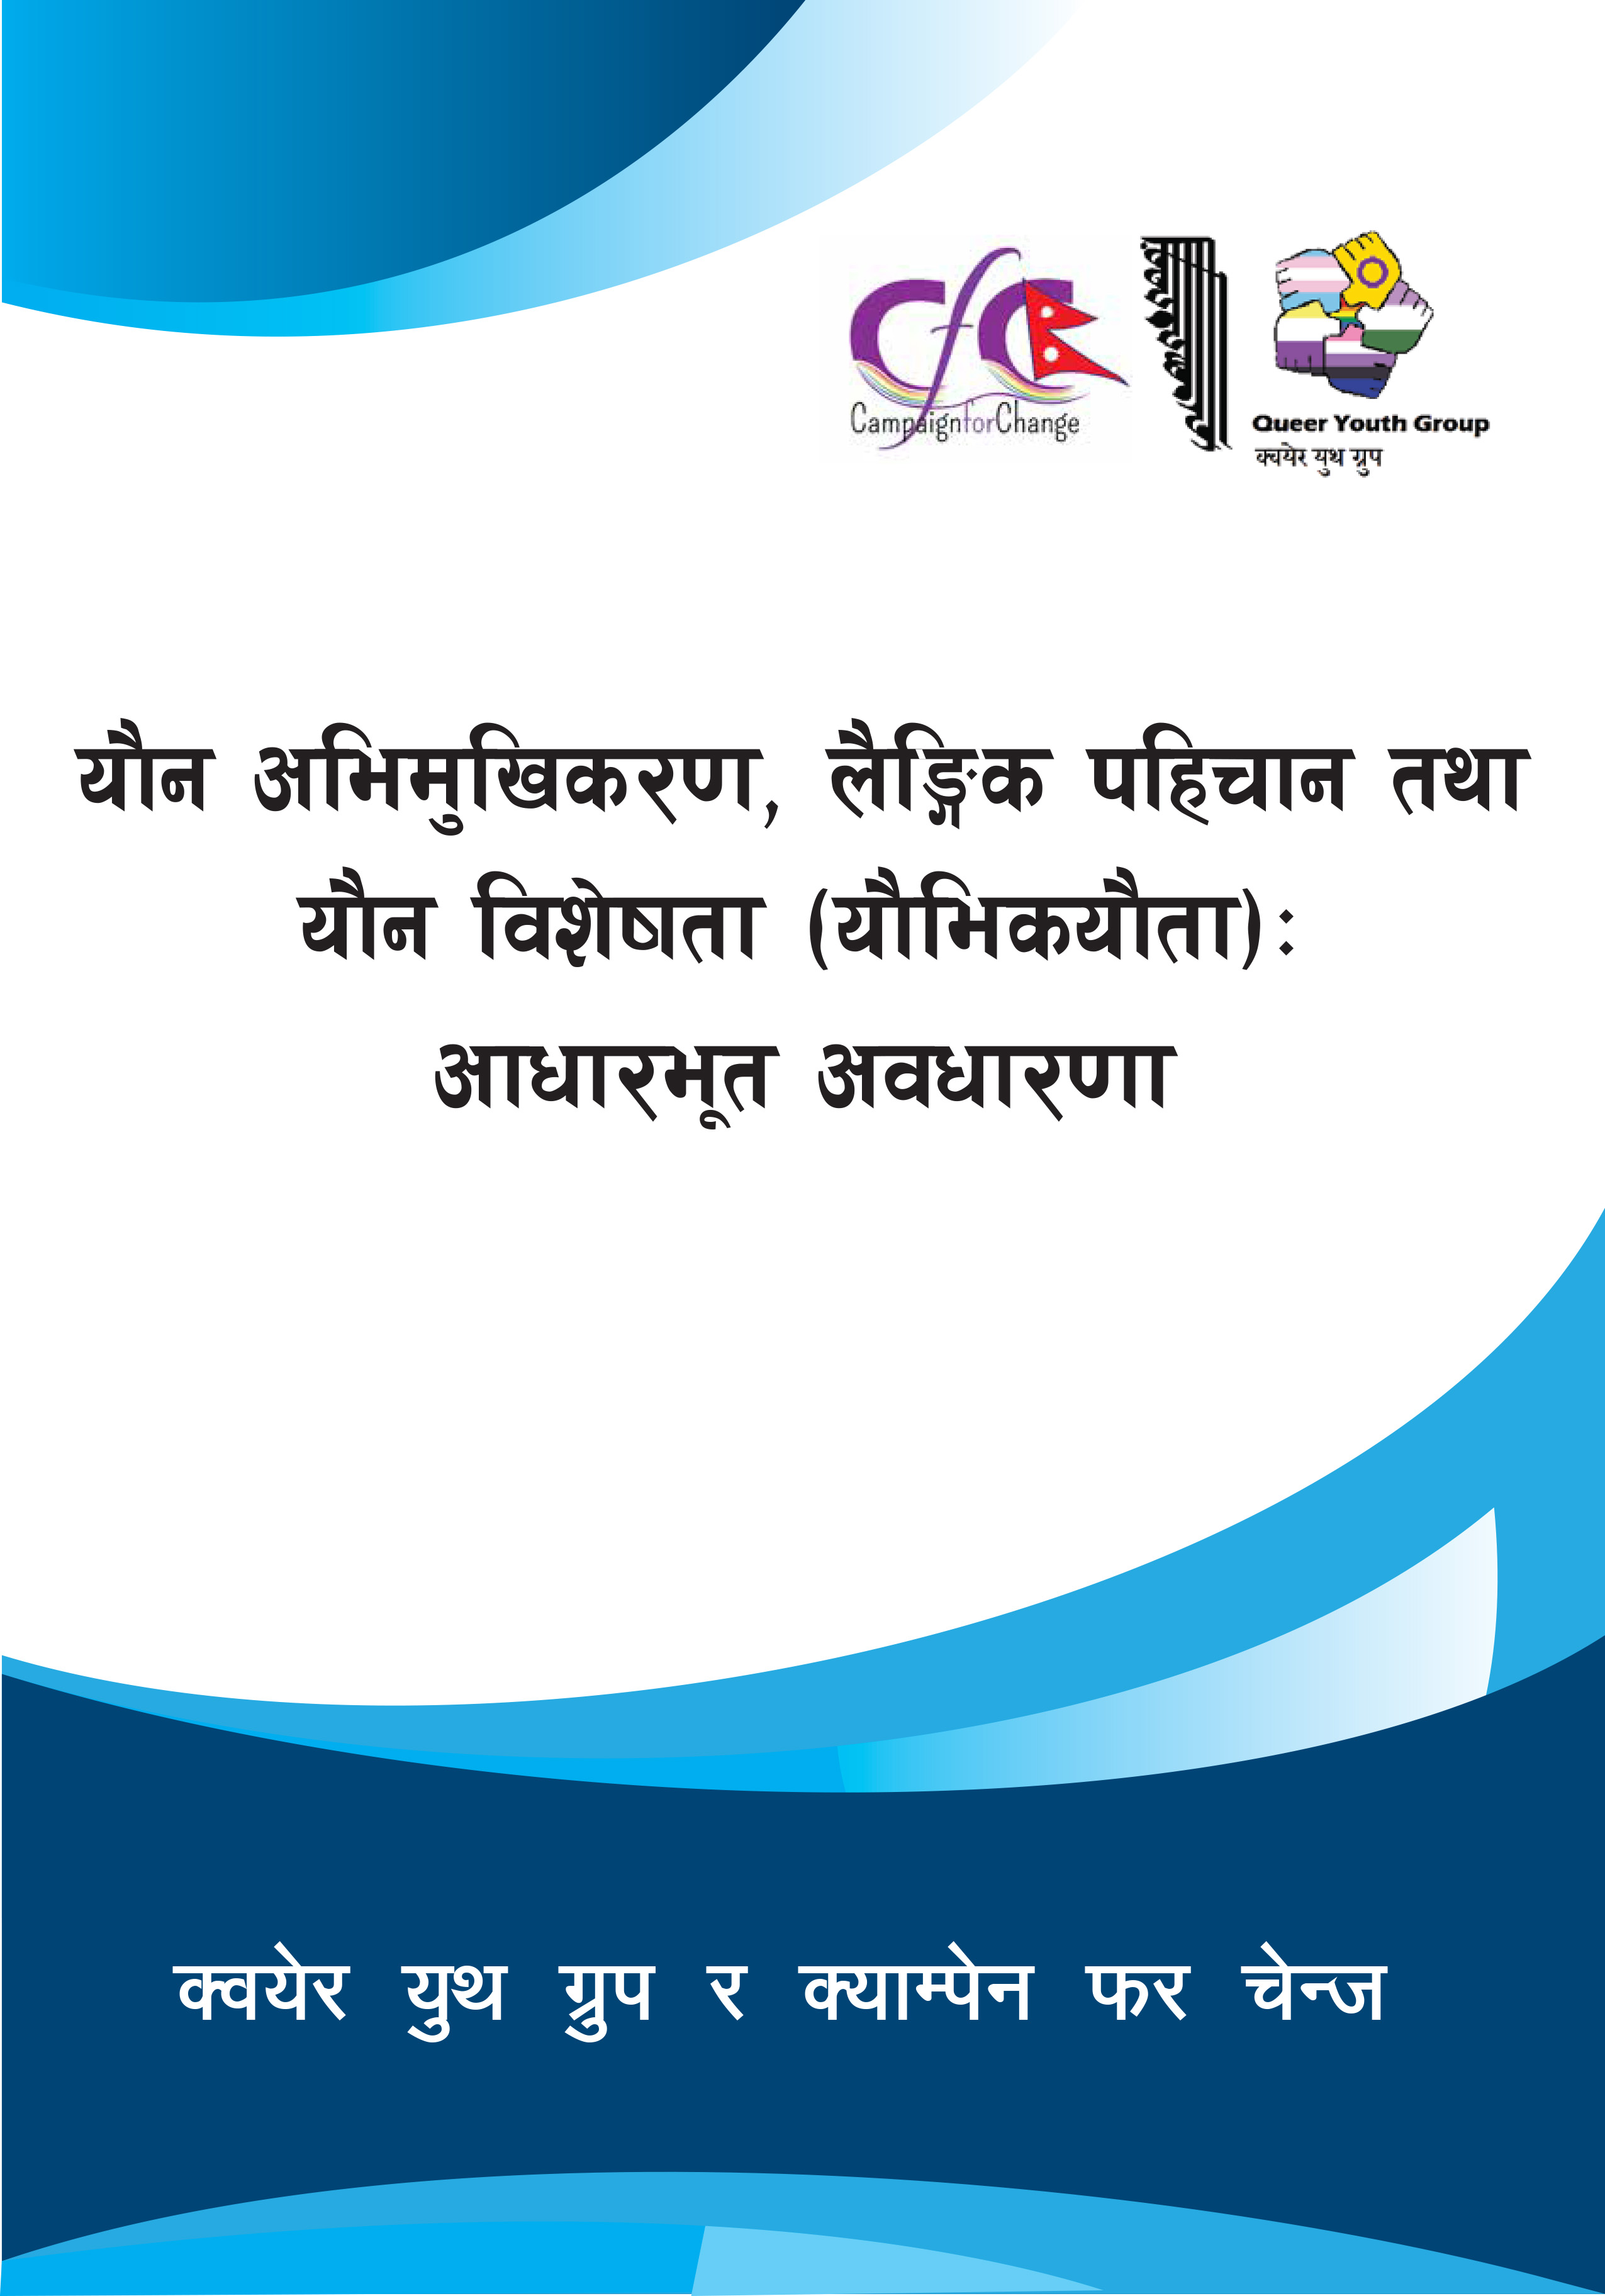 CfC
CampaignforChange
Queer Youth Group
क्वयेर युथ ग्रुप
यौन अभिमुखिकरण, लैङ्गिक पहिचान तथा
यौन विशेषता (यौभिकयौता) :
आधारभूत अवधारणा
क्वयेर युथ ग्रुप र क्याम्पेन फर चेन्ज